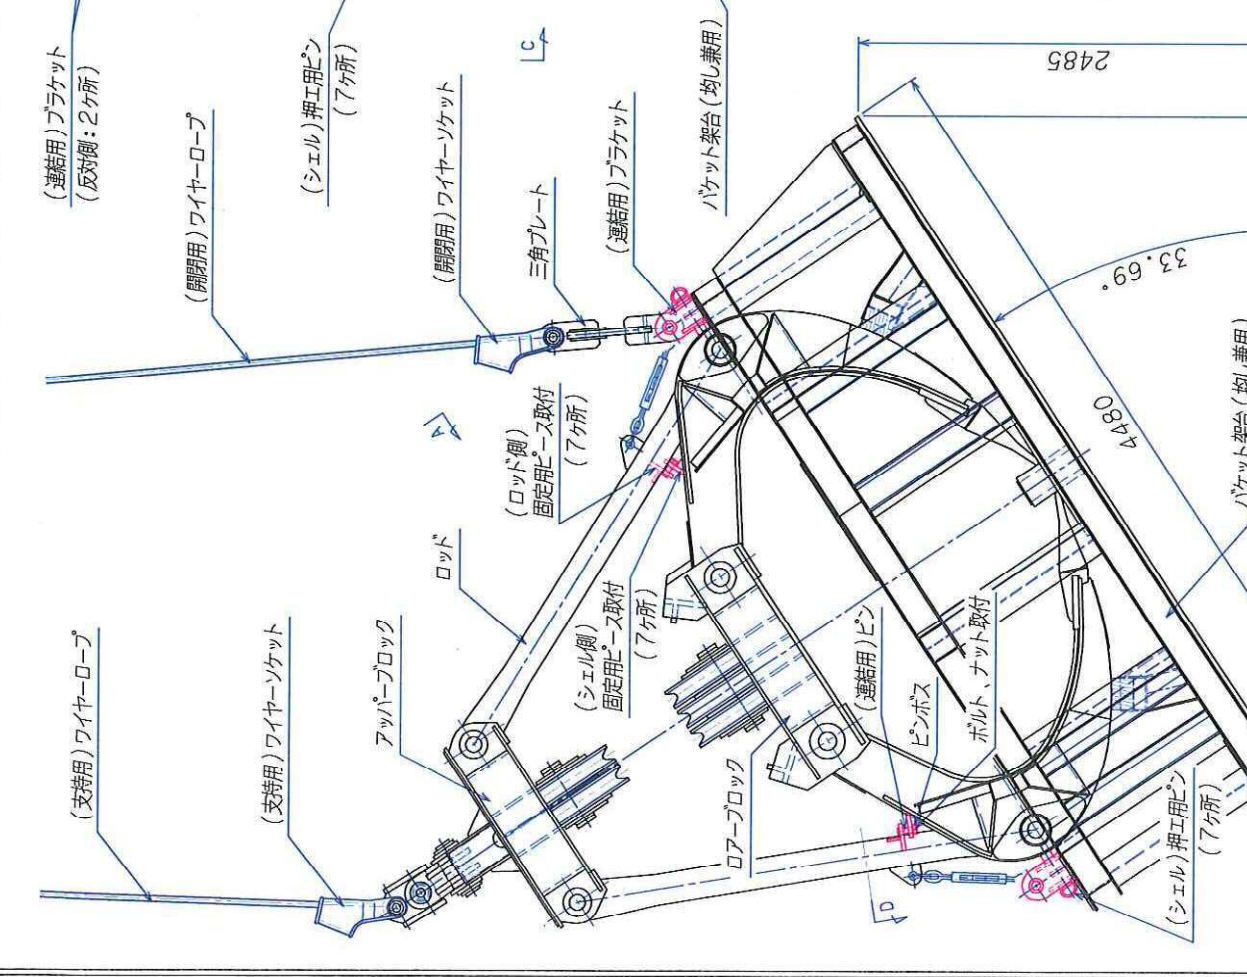 (連結用)ブラケット
(反対側:2ヶ所)
(開閉用)ワイヤーロープ
(シェル)押工用ピン
(7ヶ所)
(開閉用)ワイヤーソケット
三角プレート
(連結用)ブラケット
バケット架台(均し兼用)
C
2485
33.69°
4480
A
(ロッド側)
固定用ピース取付
(7ヶ所)
ロッド
(シェル側)
固定用ピース取付
(7ヶ所)
(支持用)ワイヤーロープ
(支持用)ワイヤーソケット
アッパーブロック
ロアーブロック
(連結用)ピン
ピンボス
ボルト、ナット取付
バケット架台(均し兼用)
D
(シェル)押工用ピン
(7ヶ所)